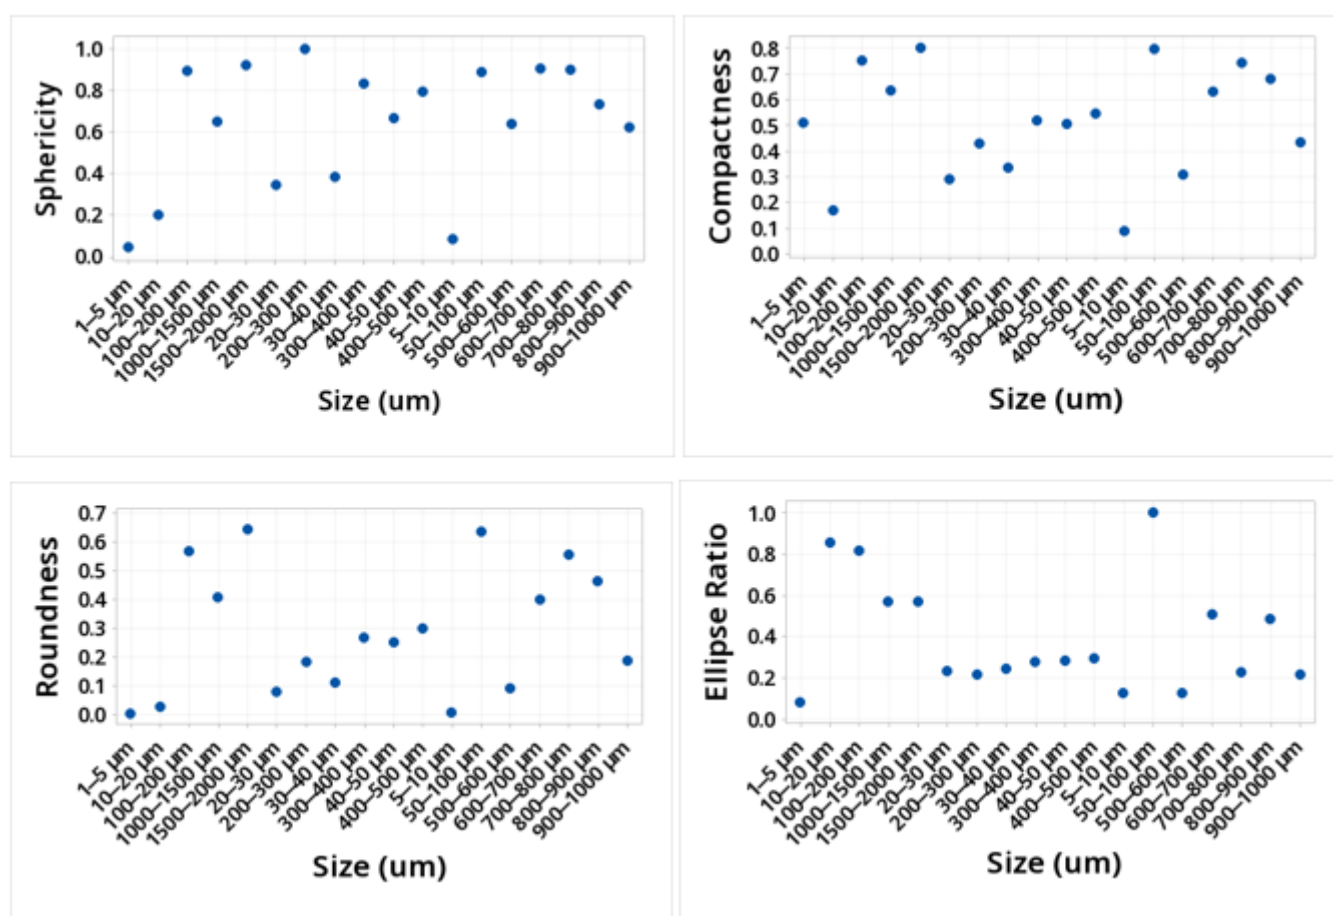 Sphericity
1.0
0.8
0.6
0.4
0.2
0.0
1–5 µm
10–20 µm
100–200 µm
1000–1500 µm
1500–2000 µm
20–30 µm
200–300 µm
30–40 µm
300–400 µm
40–50 µm
400–500 µm
5–10 µm
50–100 µm
500–600 µm
600–700 µm
700–800 µm
800–900 µm
900–1000 µm
Size (um)
Compactness
0.8
0.7
0.6
0.5
0.4
0.3
0.2
0.1
0.0
1–5 µm
10–20 µm
100–200 µm
1000–1500 µm
1500–2000 µm
20–30 µm
200–300 µm
30–40 µm
300–400 µm
40–50 µm
400–500 µm
5–10 µm
50–100 µm
500–600 µm
600–700 µm
700–800 µm
800–900 µm
900–1000 µm
Size (um)
Roundness
0.7
0.6
0.5
0.4
0.3
0.2
0.1
0.0
1–5 µm
10–20 µm
100–200 µm
1000–1500 µm
1500–2000 µm
20–30 µm
200–300 µm
30–40 µm
300–400 µm
40–50 µm
400–500 µm
5–10 µm
50–100 µm
500–600 µm
600–700 µm
700–800 µm
800–900 µm
900–1000 µm
Size (um)
Ellipse Ratio
1.0
0.8
0.6
0.4
0.2
0.0
1–5 µm
10–20 µm
100–200 µm
1000–1500 µm
1500–2000 µm
20–30 µm
200–300 µm
30–40 µm
300–400 µm
40–50 µm
400–500 µm
5–10 µm
50–100 µm
500–600 µm
600–700 µm
700–800 µm
800–900 µm
900–1000 µm
Size (um)